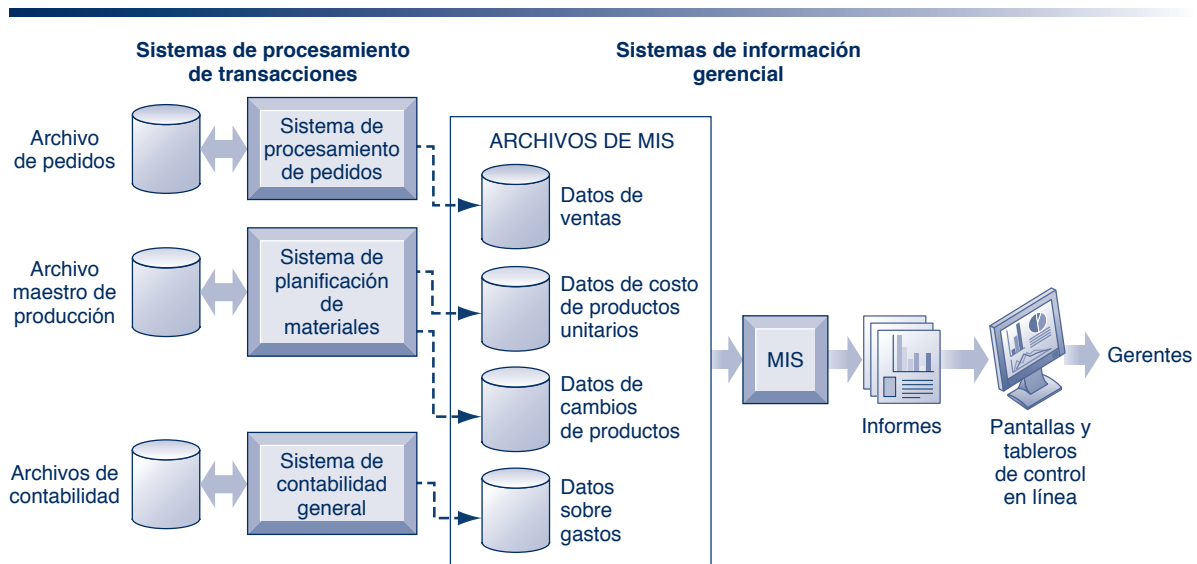 Sistemas de procesamiento
de transacciones
Sistemas de información
gerencial
Archivo
de pedidos
Sistema de
procesamiento
de pedidos
ARCHIVOS DE MIS
Datos de
ventas
Archivo
maestro de
producción
Sistema de
planificación
de
materiales
Datos de costo
de productos
unitarios
Datos de
cambios
de productos
Archivos de
contabilidad
Sistema de
contabilidad
general
Datos
sobre
gastos
MIS
Informes
Pantallas y
tableros
de control
en línea
Gerentes